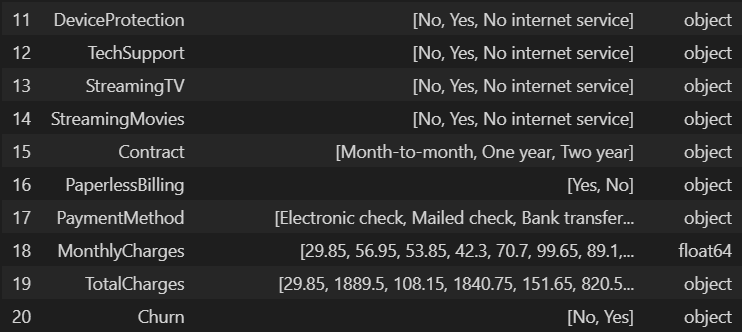 11 DeviceProtection [No, Yes, No internet service] object
12 TechSupport [No, Yes, No internet service] object
13 StreamingTV [No, Yes, No internet service] object
14 StreamingMovies [No, Yes, No internet service] object
15 Contract [Month-to-month, One year, Two year] object
16 PaperlessBilling [Yes, No] object
17 PaymentMethod [Electronic check, Mailed check, Bank transfer... object
18 MonthlyCharges [29.85, 56.95, 53.85, 42.3, 70.7, 99.65, 89.1,... float64
19 TotalCharges [29.85, 1889.5, 108.15, 1840.75, 151.65, 820.5... object
20 Churn [No, Yes] object